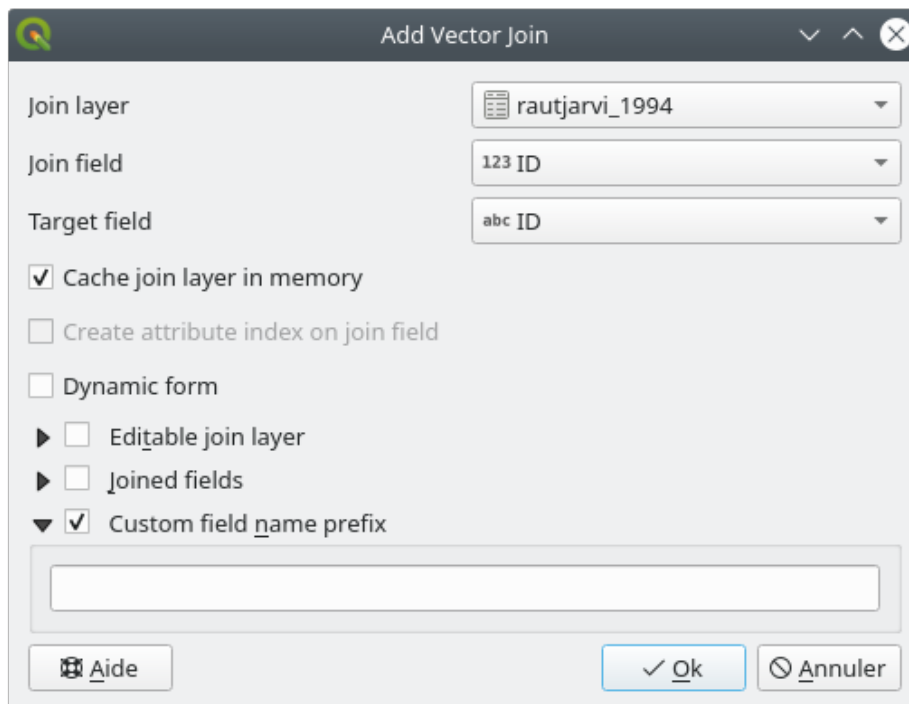 Add Vector Join
Join layer
rautjarvi_1994
Join field
123 ID
Target field
abc ID
Cache join layer in memory
Create attribute index on join field
Dynamic form
Editable join layer
Joined fields
Custom field name prefix
Aide
Ok
Annuler